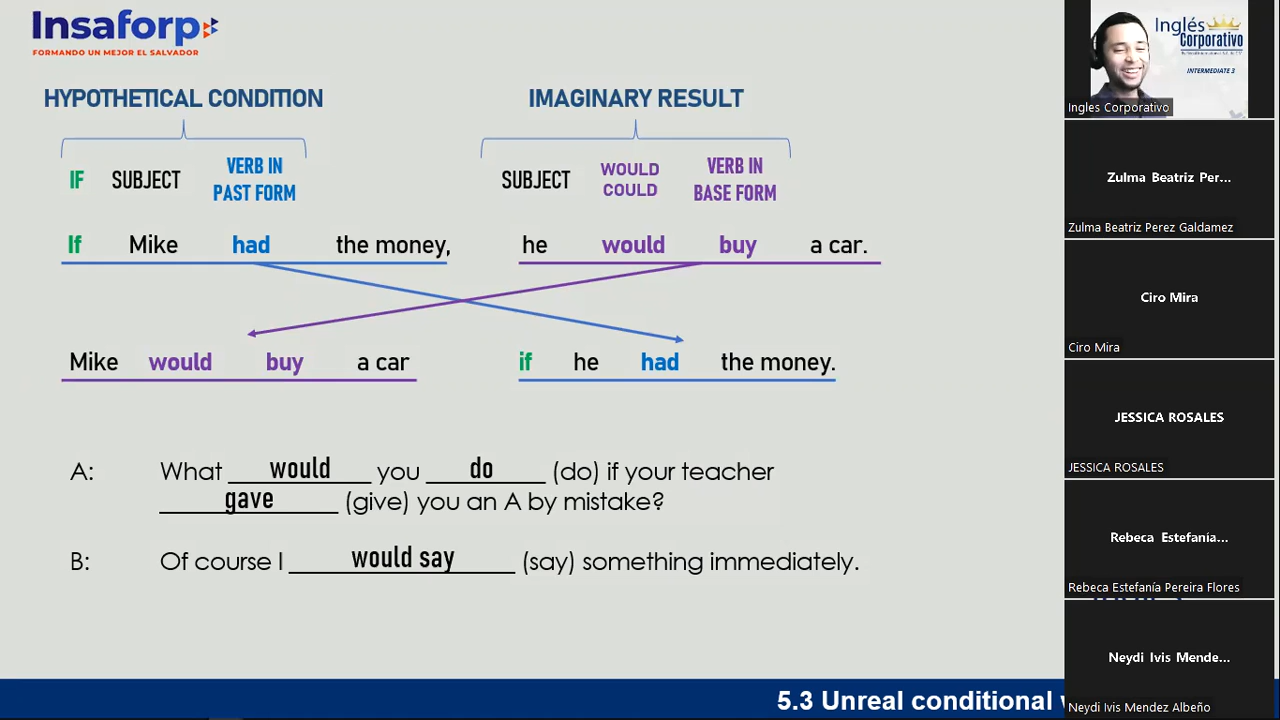 Insaforp
FORMANDO UN MEJOR EL SALVADOR
HYPOTHETICAL CONDITION
IMAGINARY RESULT
IF SUBJECT VERB IN PAST FORM
SUBJECT WOULD COULD VERB IN BASE FORM
If Mike had the money, he would buy a car.
Mike would buy a car if he had the money.
A: What would you do (do) if your teacher
gave (give) you an A by mistake?
B: Of course I would say (say) something immediately.
5.3 Unreal conditional
Inglés
Corporativo
INTERMEDIATE 3
Ingles Corporativo
Zulma Beatriz Per...
Zulma Beatriz Perez Galdamez
Ciro Mira
Ciro Mira
JESSICA ROSALES
JESSICA ROSALES
Rebeca Estefanía...
Rebeca Estefanía Pereira Flores
Neydi Ivis Mende...
Neydi Ivis Mendez Albeño